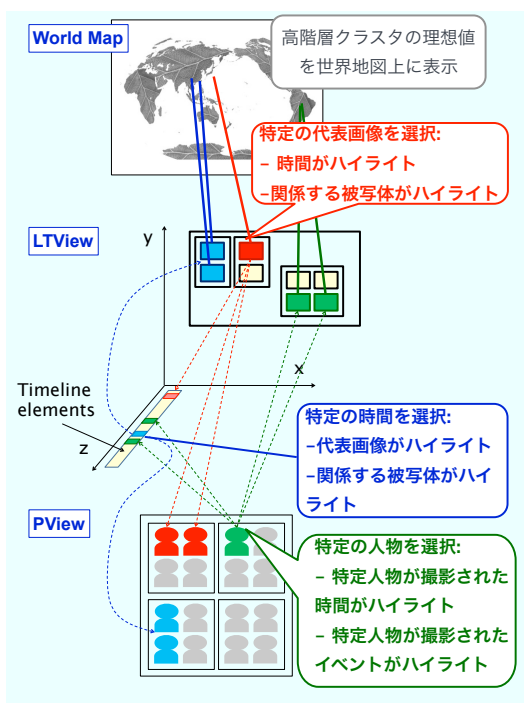 World Map
高階層クラスタの理想値
を世界地図上に表示
特定の代表画像を選択:
- 時間がハイライト
-関係する被写体がハイライト
LTView
y
x
Timeline
elements
z
特定の時間を選択:
-代表画像がハイライト
-関係する被写体がハイ
ライト
PView
特定の人物を選択:
- 特定人物が撮影された
時間がハイライト
- 特定人物が撮影された
イベントがハイライト